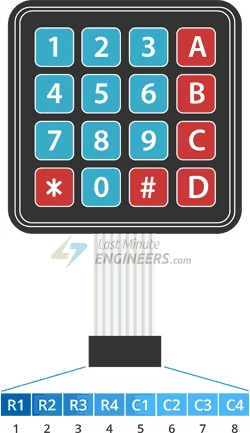 1 2 3 A
4 5 6 B
7 8 9 C
* 0 # D
Last Minute
ENGINEERS.com
R1 R2 R3 R4 C1 C2 C3 C4
1 2 3 4 5 6 7 8